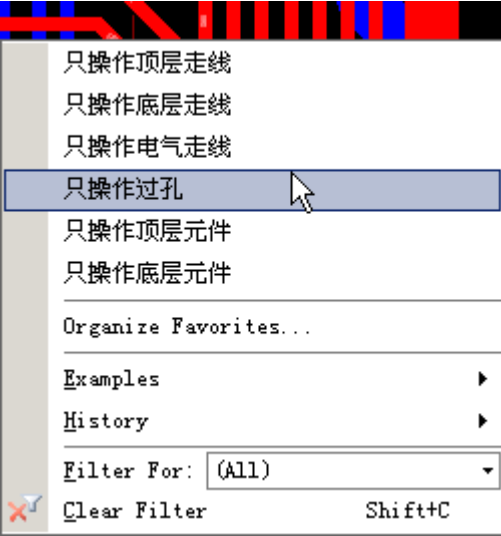 只操作顶层走线
只操作底层走线
只操作电气走线
只操作过孔
只操作顶层元件
只操作底层元件
Organize Favorites...
Examples
History
Filter For: (All)
Clear Filter Shift+C